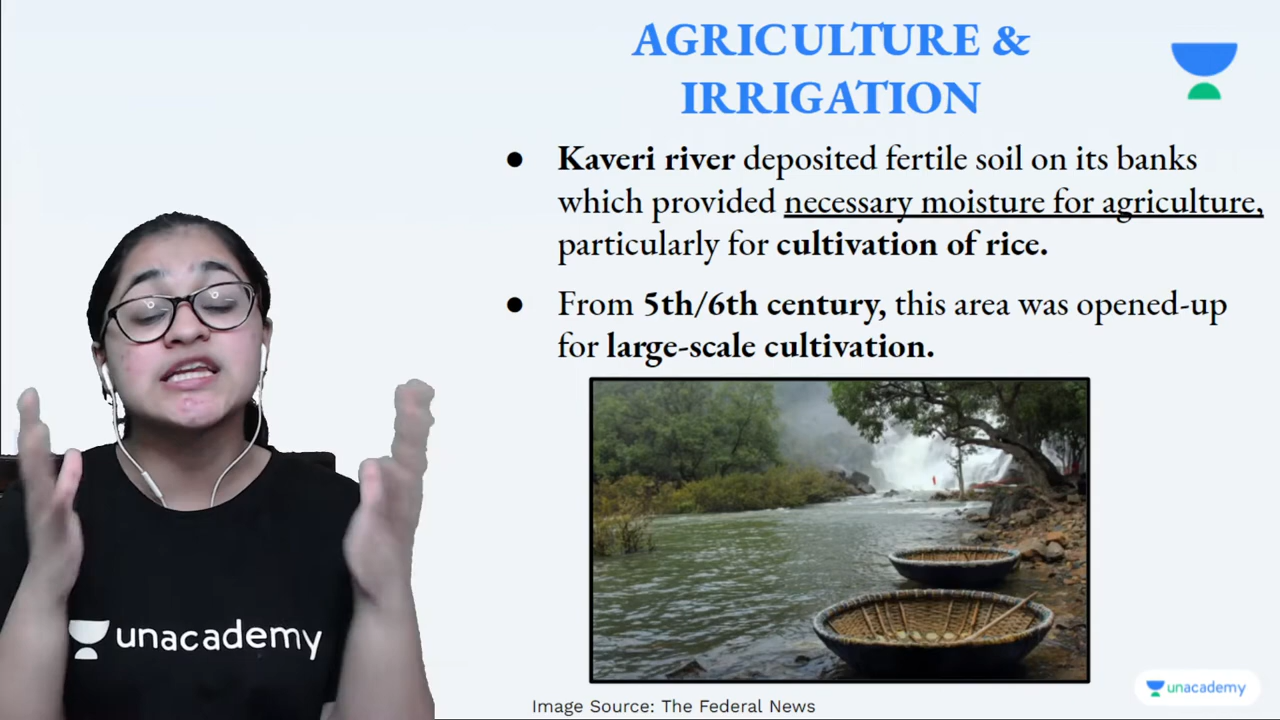 AGRICULTURE &
IRRIGATION
● Kaveri river deposited fertile soil on its banks
which provided necessary moisture for agriculture,
particularly for cultivation of rice.
● From 5th/6th century, this area was opened-up
for large-scale cultivation.
unacademy
Image Source: The Federal News
unacademy